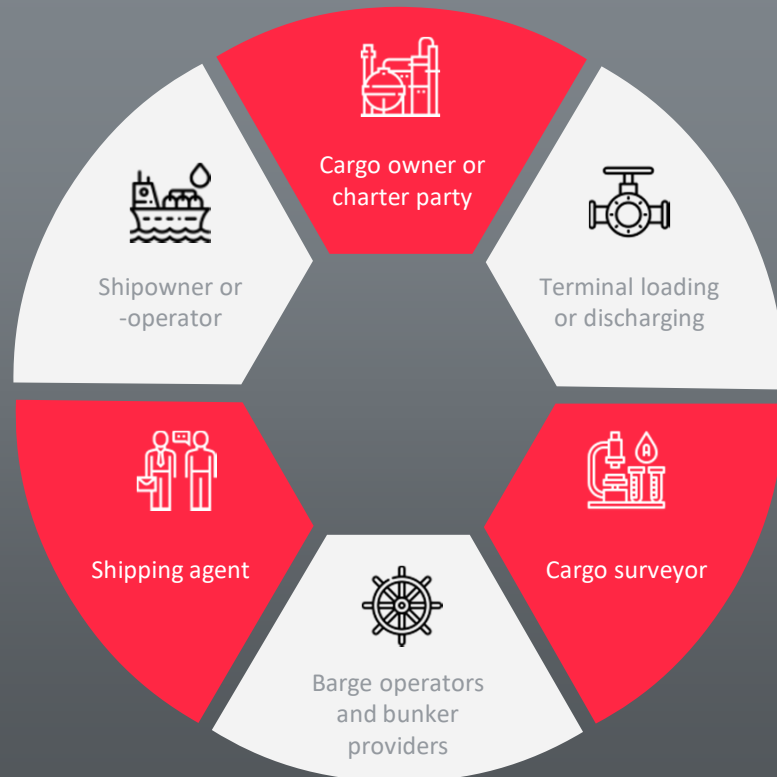 Cargo owner or
charter party
Terminal loading
or discharging
Cargo surveyor
Barge operators
and bunker
providers
Shipping agent
Shipowner or
-operator